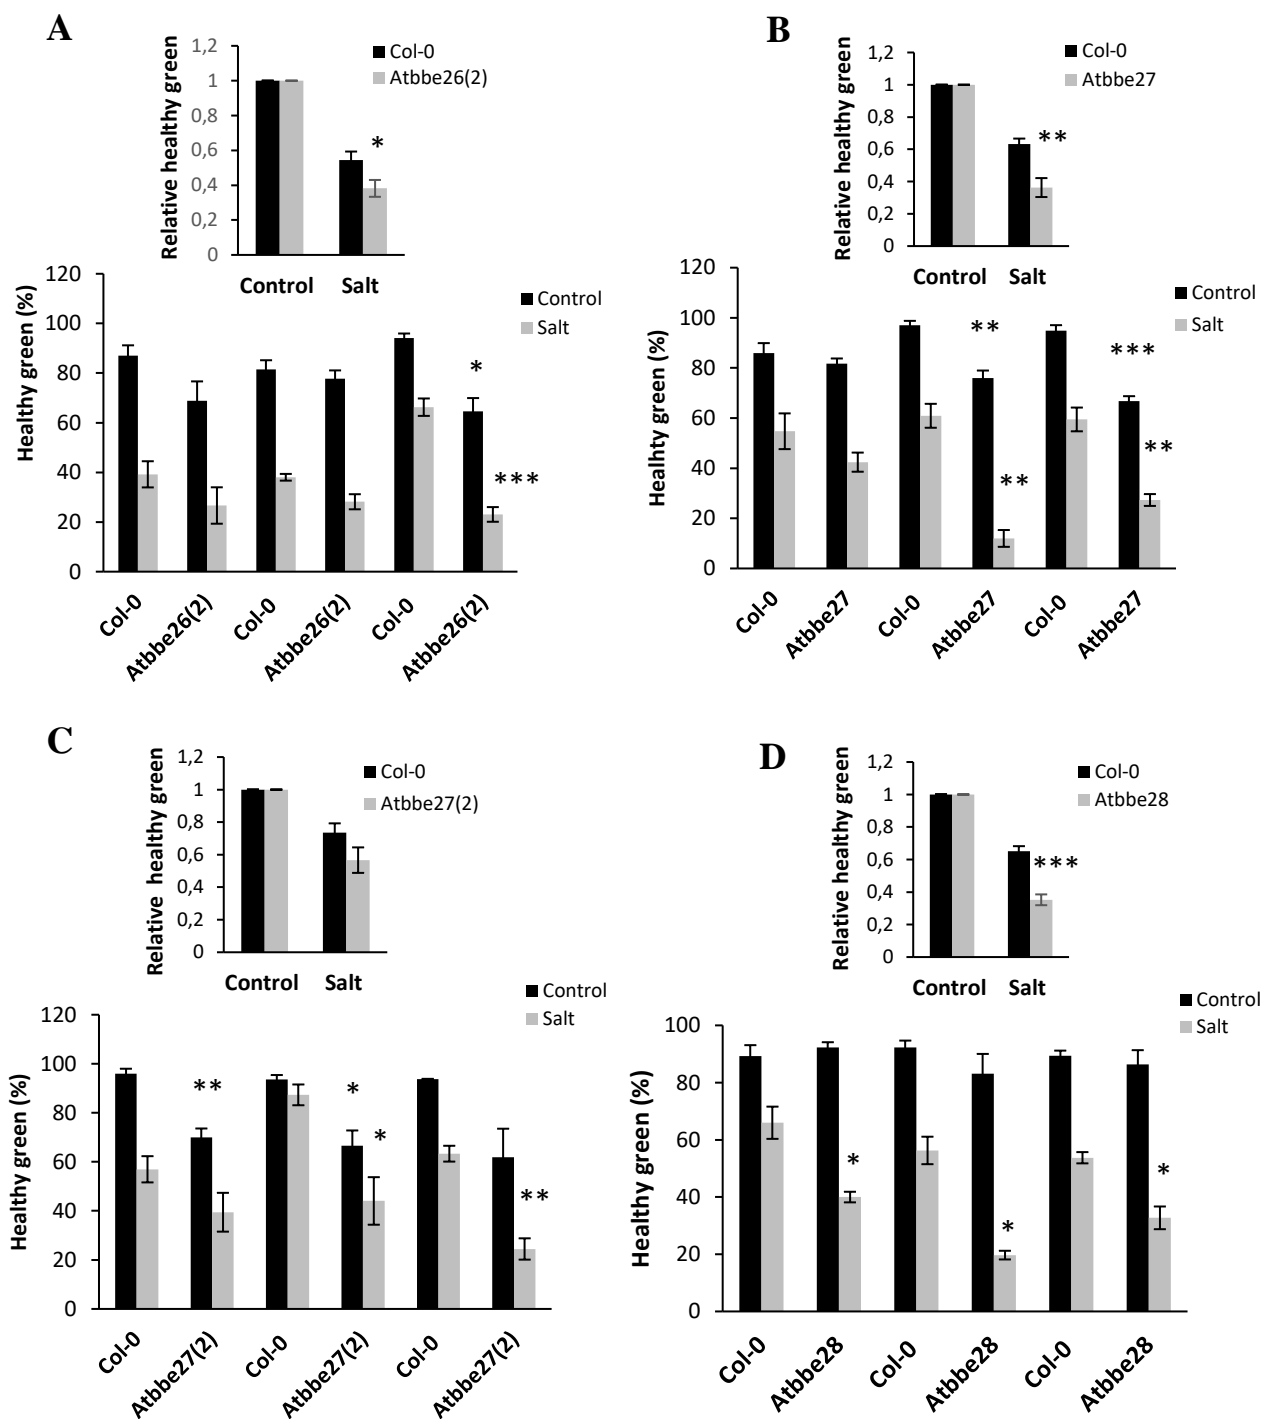 A
Relative healthy green
1,2
1
0,8
0,6
0,4
0,2
0
Col-0
Atbbe26(2)
*
Control Salt
Healthy green (%)
120
100
80
60
40
20
0
Control
Salt
*
***
Col-0 Atbbe26(2) Col-0 Atbbe26(2) Col-0 Atbbe26(2)
B
Relative healthy green
1,2
1
0,8
0,6
0,4
0,2
0
Col-0
Atbbe27
**
Control Salt
Healhty green (%)
120
100
80
60
40
20
0
Control
Salt
**
***
**
**
Col-0 Atbbe27 Col-0 Atbbe27 Col-0 Atbbe27
C
Relative healthy green
1,2
1
0,8
0,6
0,4
0,2
0
Col-0
Atbbe27(2)
Control Salt
Healthy green (%)
120
100
80
60
40
20
0
Control
Salt
**
*
*
**
Col-0 Atbbe27(2) Col-0 Atbbe27(2) Col-0 Atbbe27(2)
D
Relative healthy green
1,2
1
0,8
0,6
0,4
0,2
0
Col-0
Atbbe28
***
Control Salt
Healthy green (%)
100
80
60
40
20
0
Control
Salt
*
*
*
Col-0 Atbbe28 Col-0 Atbbe28 Col-0 Atbbe28